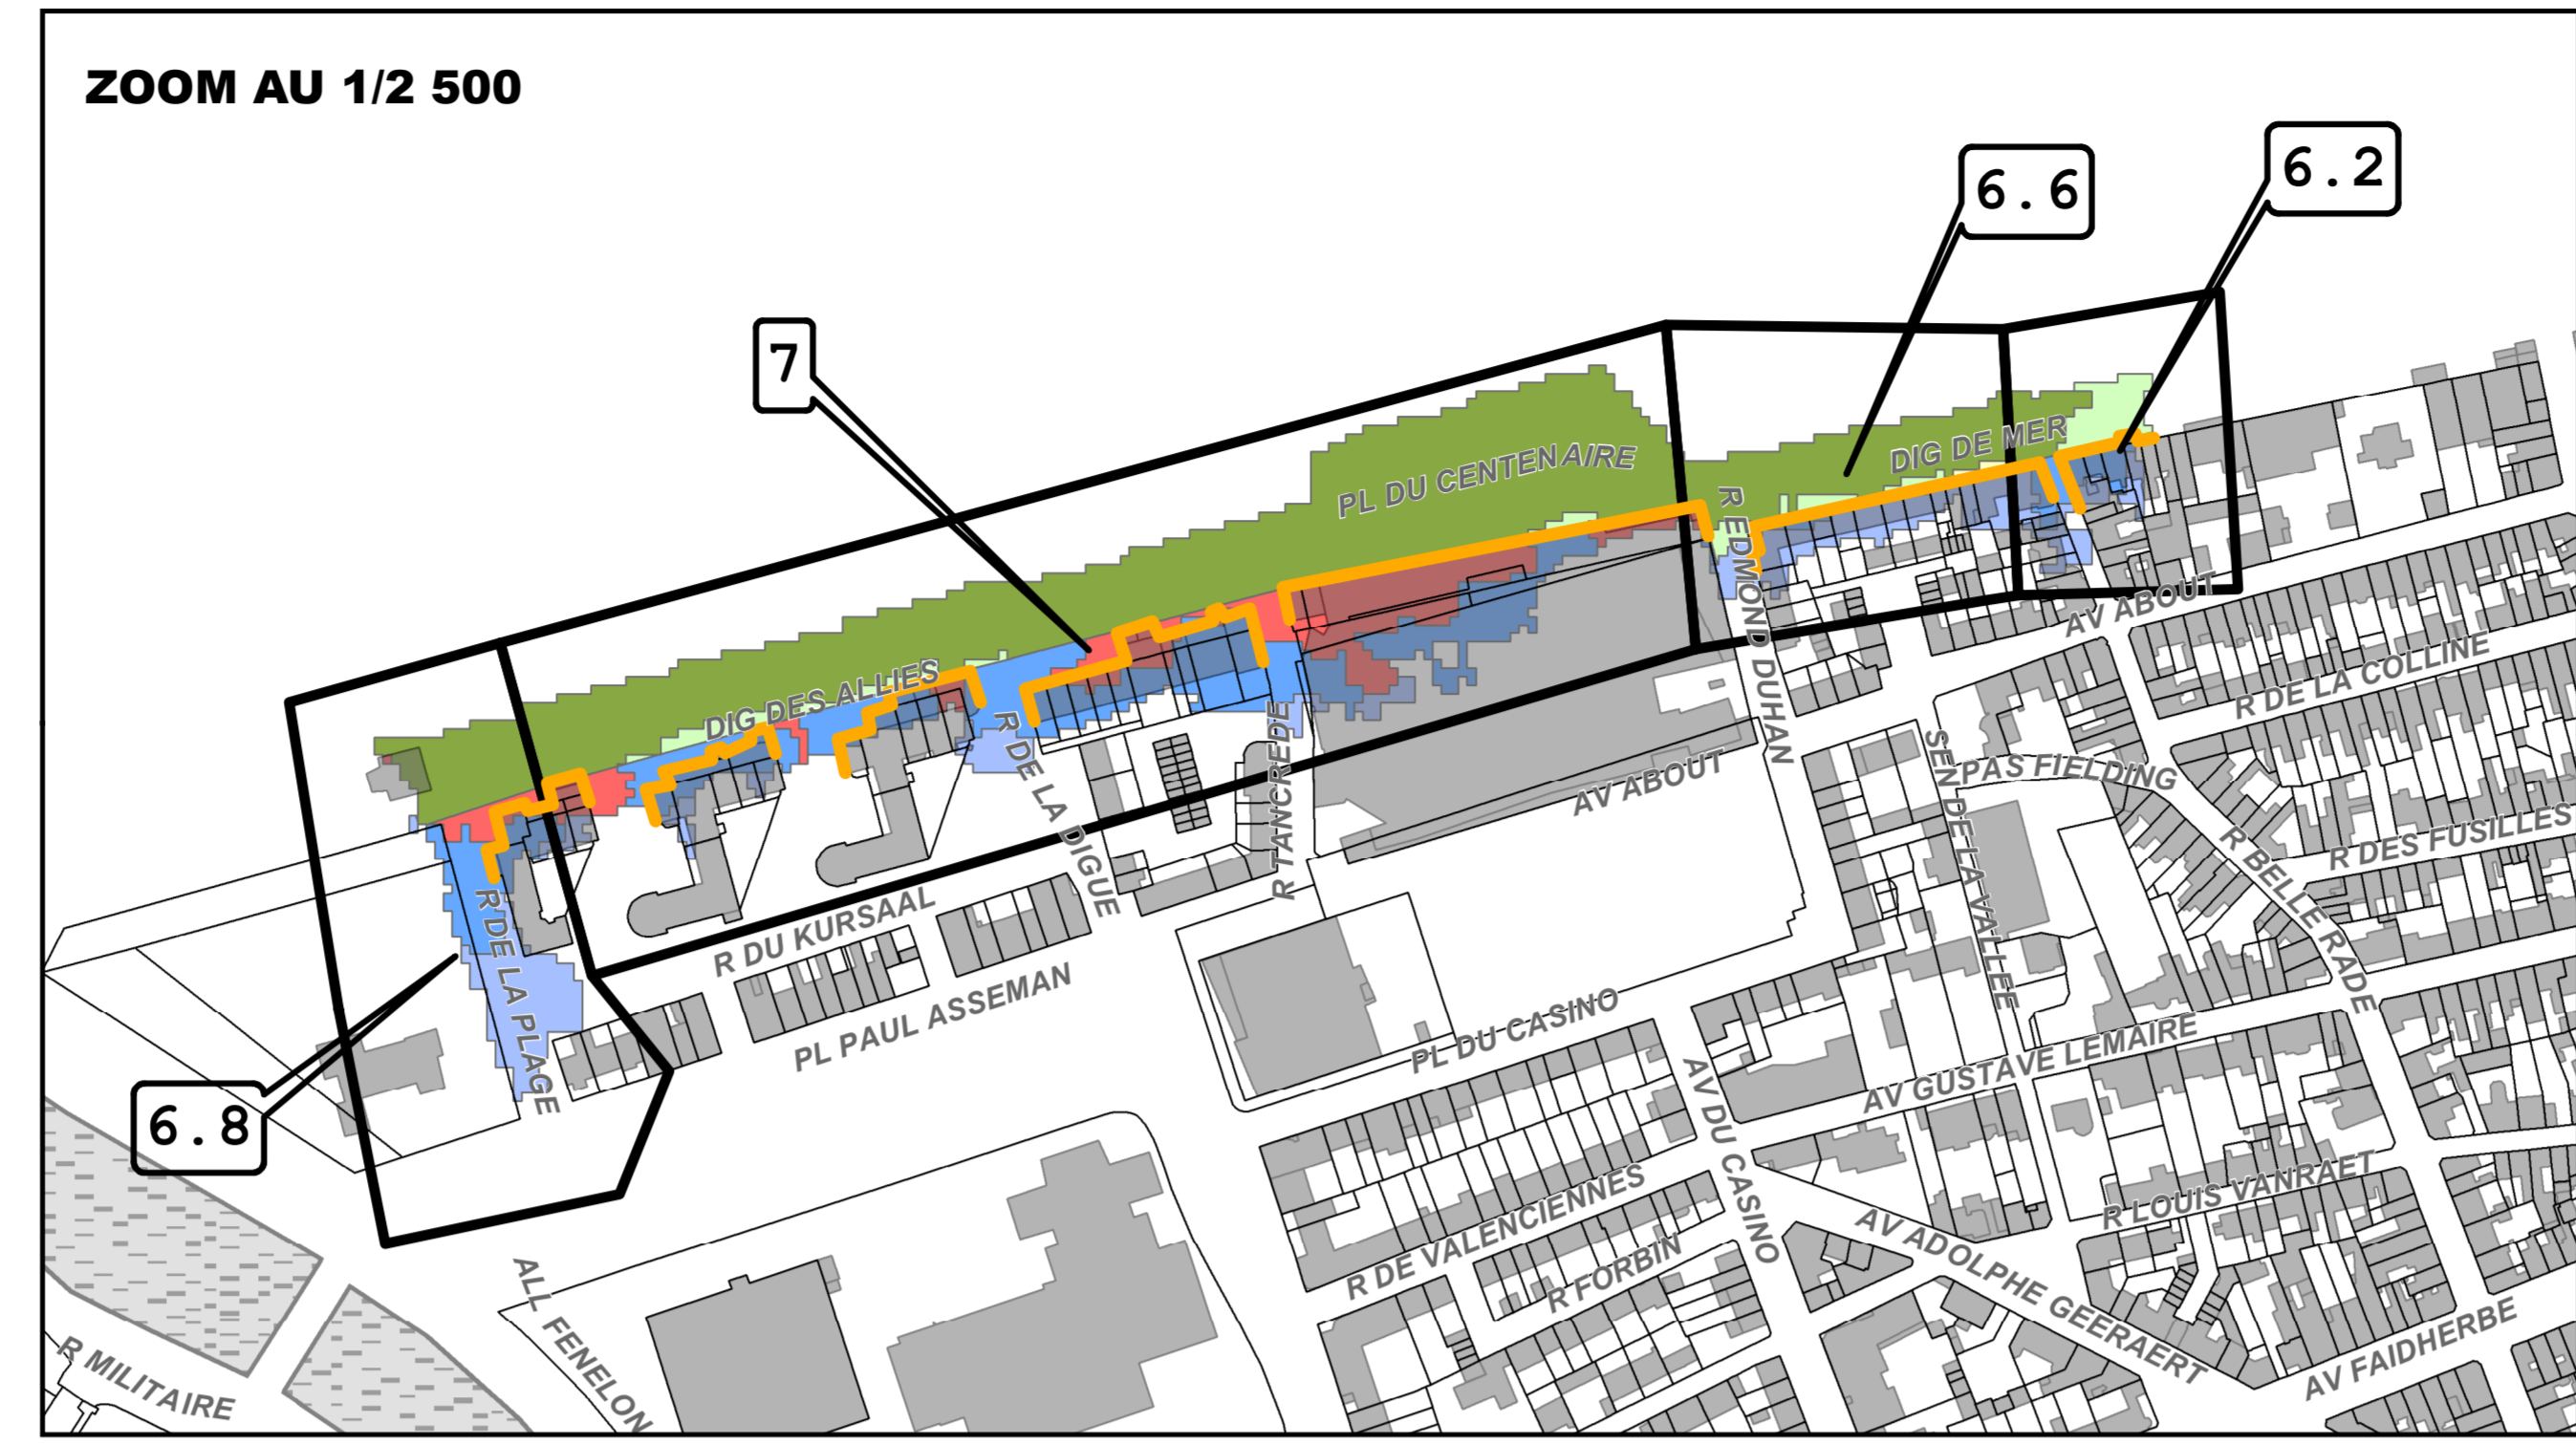 ZOOM AU 1/2 500
6.2
6.6
7
DIG DE MER
PL DU CENTENAIRE
R EDMOND DUHAN
AV ABOUT
R DE LA COLLINE
DIG DES ALLIES
R DE LA DIGUE
R TANCREDE
AV ABOUT
SEN DE LA VALLEE
PAS FIELDING
R DES FUSILLES
R BELLE RADE
R DU KURSAAL
R DE LA PLAGE
PL PAUL ASSEMAN
PL DU CASINO
AV GUSTAVE LEMAIRE
6.8
AV DU CASINO
R LOUIS VANRAET
R DE VALENCIENNES
R FORBIN
AV ADOLPHE GEERAERT
AV FAIDHERBE
ALL FENELON
R MILITAIRE